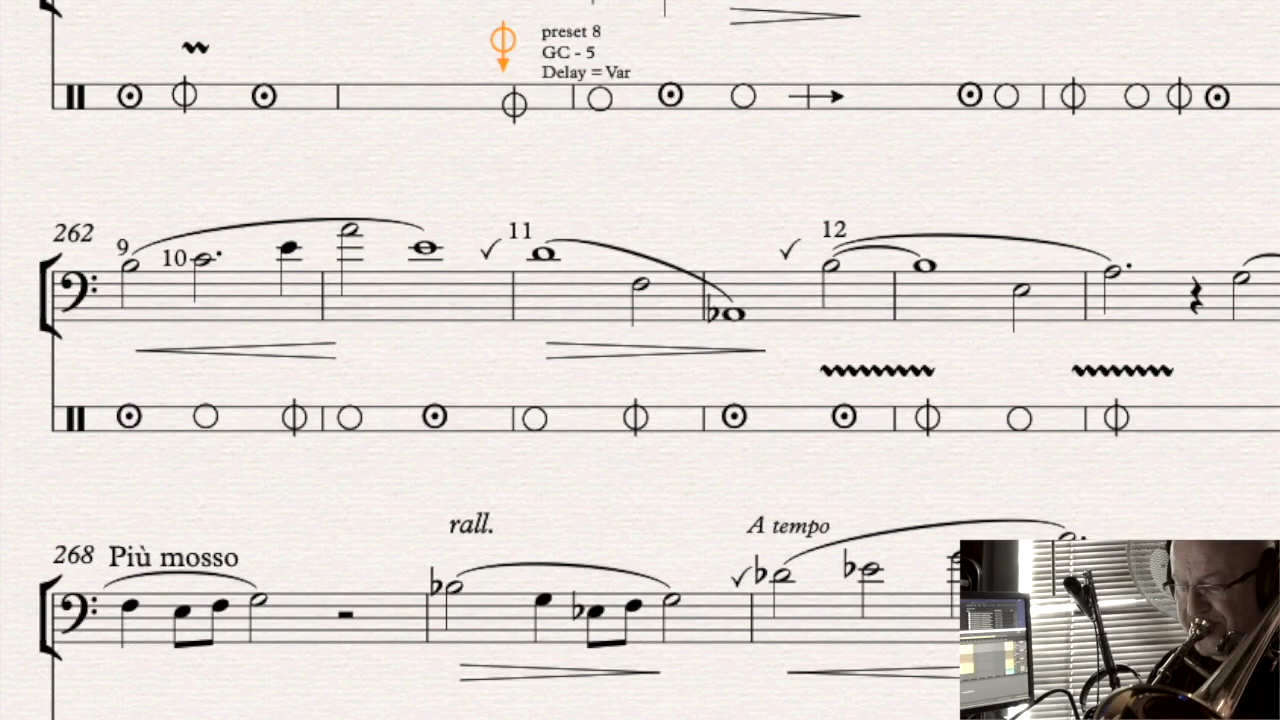 preset 8
GC - 5
Delay = Var
262
9
10
11
12
268 Più mosso
rall.
A tempo